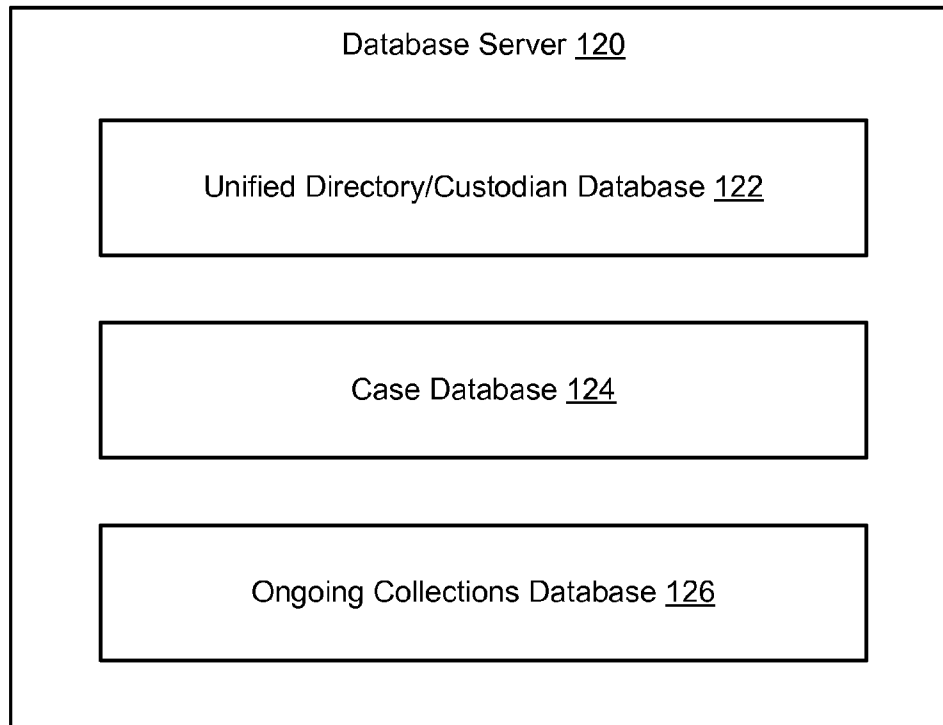 Database Server 120
Unified Directory/Custodian Database 122
Case Database 124
Ongoing Collections Database 126